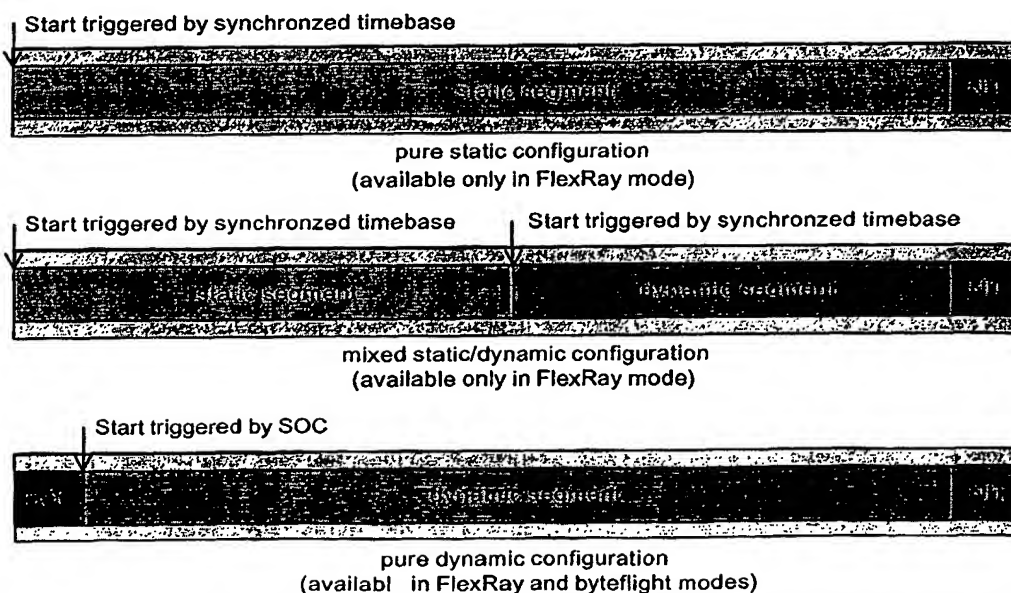 Start triggered by synchronzed timebase
static segment
pure static configuration
(available only in FlexRay mode)
Start triggered by synchronzed timebase
Start triggered by synchronzed timebase
static segment
dynamic segment
mixed static/dynamic configuration
(available only in FlexRay mode)
Start triggered by SOC
dynamic segment
pure dynamic configuration
(availabl in FlexRay and byteflight modes)